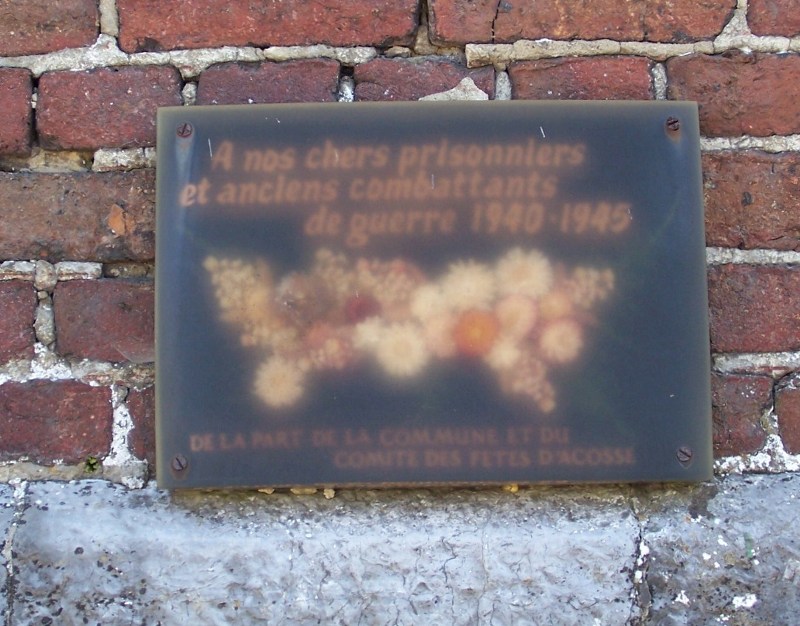 A nos chers prisonniers
et anciens combattants
de guerre 1940-1945
DE LA PART DE LA COMMUNE ET DU
COMITE DES FETES D'ACOSSE